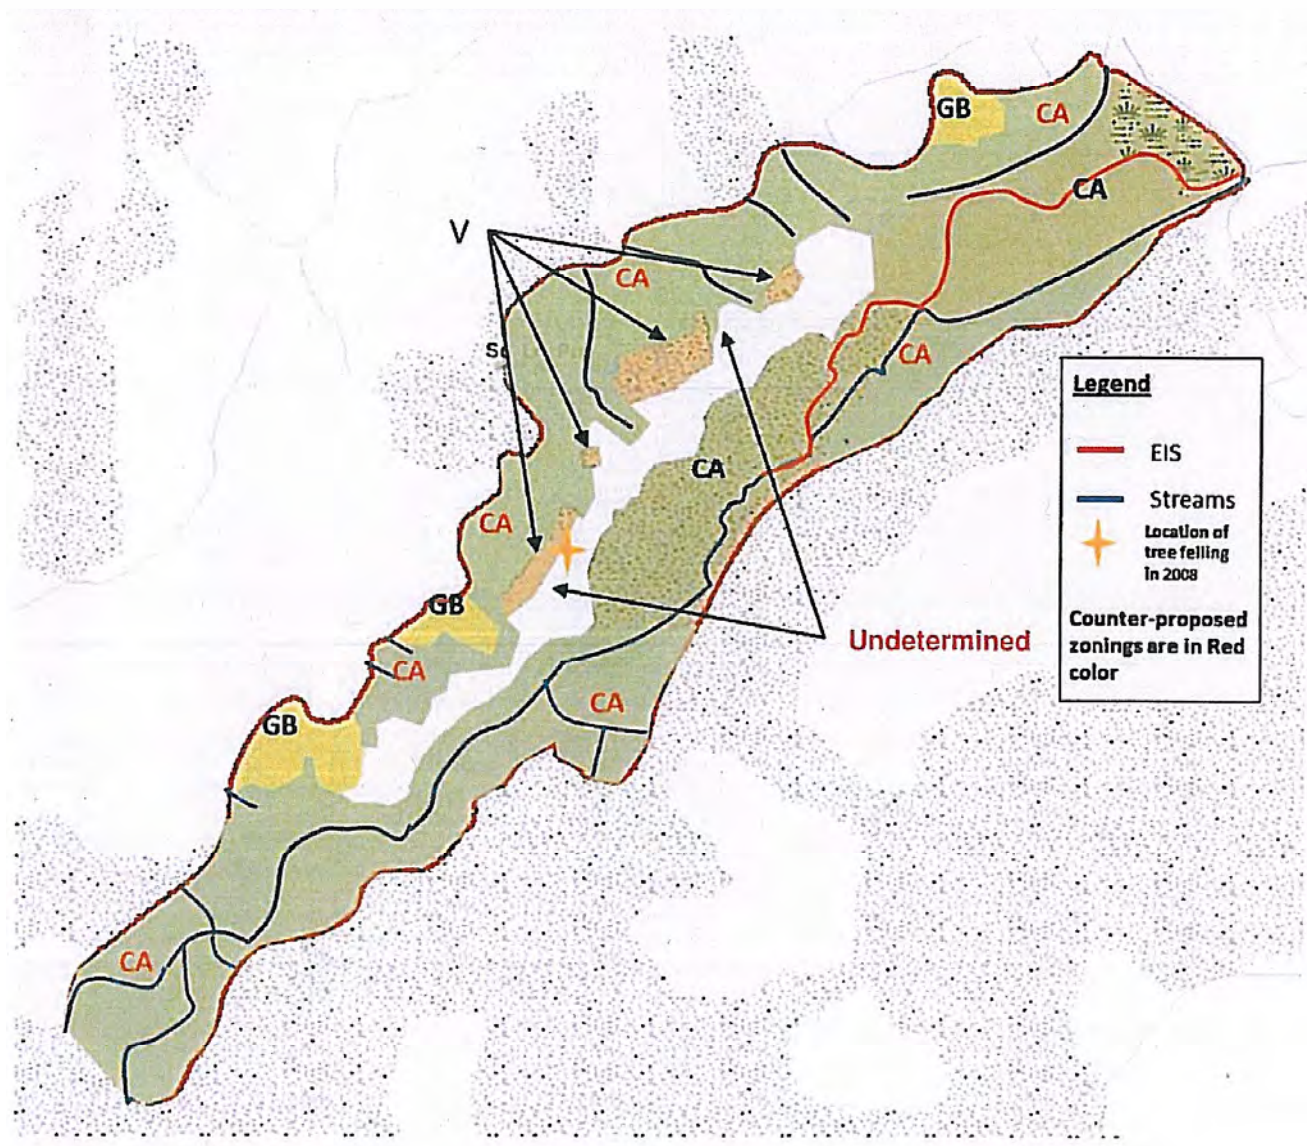 GB
CA
CA
V
CA
CA
CA
CA
GB
CA
Undetermined
CA
GB
CA
Legend
EIS
Streams
Location of
tree felling
in 2008
Counter-proposed
zonings are in Red
color